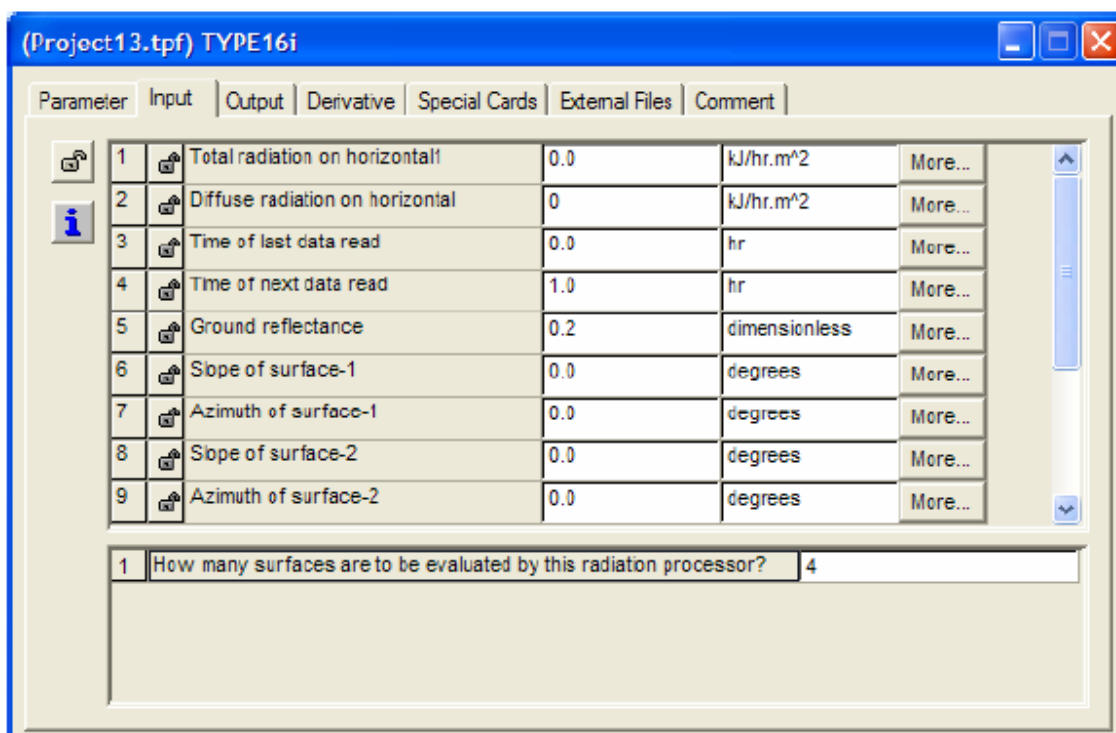 (Project13.tpf) TYPE16i
Parameter Input Output Derivative Special Cards External Files Comment
1 Total radiation on horizontal1 0.0 kJ/hr.m^2 More...
2 Diffuse radiation on horizontal 0 kJ/hr.m^2 More...
3 Time of last data read 0.0 hr More...
4 Time of next data read 1.0 hr More...
5 Ground reflectance 0.2 dimensionless More...
6 Slope of surface-1 0.0 degrees More...
7 Azimuth of surface-1 0.0 degrees More...
8 Slope of surface-2 0.0 degrees More...
9 Azimuth of surface-2 0.0 degrees More...
1 How many surfaces are to be evaluated by this radiation processor? 4